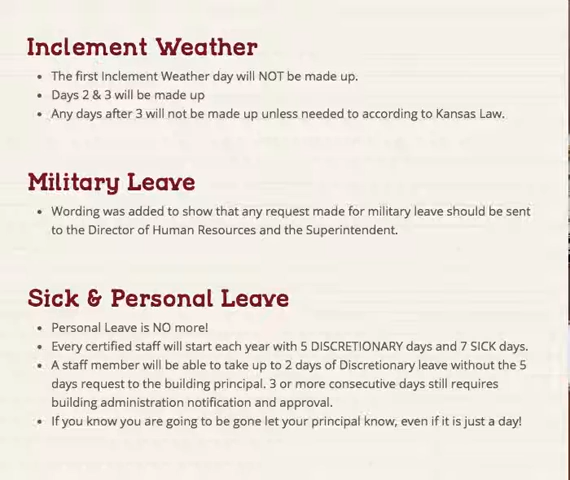 Inclement Weather
• The first Inclement Weather day will NOT be made up.
• Days 2 & 3 will be made up
• Any days after 3 will not be made up unless needed to according to Kansas Law.
Military Leave
• Wording was added to show that any request made for military leave should be sent
to the Director of Human Resources and the Superintendent.
Sick & Personal Leave
• Personal Leave is NO more!
• Every certified staff will start each year with 5 DISCRETIONARY days and 7 SICK days.
• A staff member will be able to take up to 2 days of Discretionary leave without the 5
days request to the building principal. 3 or more consecutive days still requires
building administration notification and approval.
• If you know you are going to be gone let your principal know, even if it is just a day!